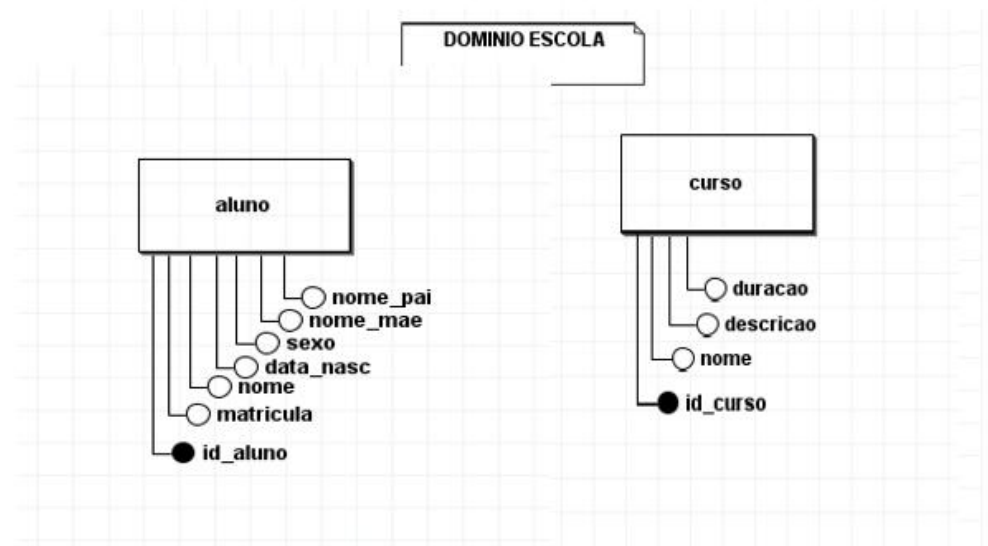 DOMINIO ESCOLA
aluno
nome_pai
nome_mae
sexo
data_nasc
nome
matricula
id_aluno
curso
duracao
descricao
nome
id_curso